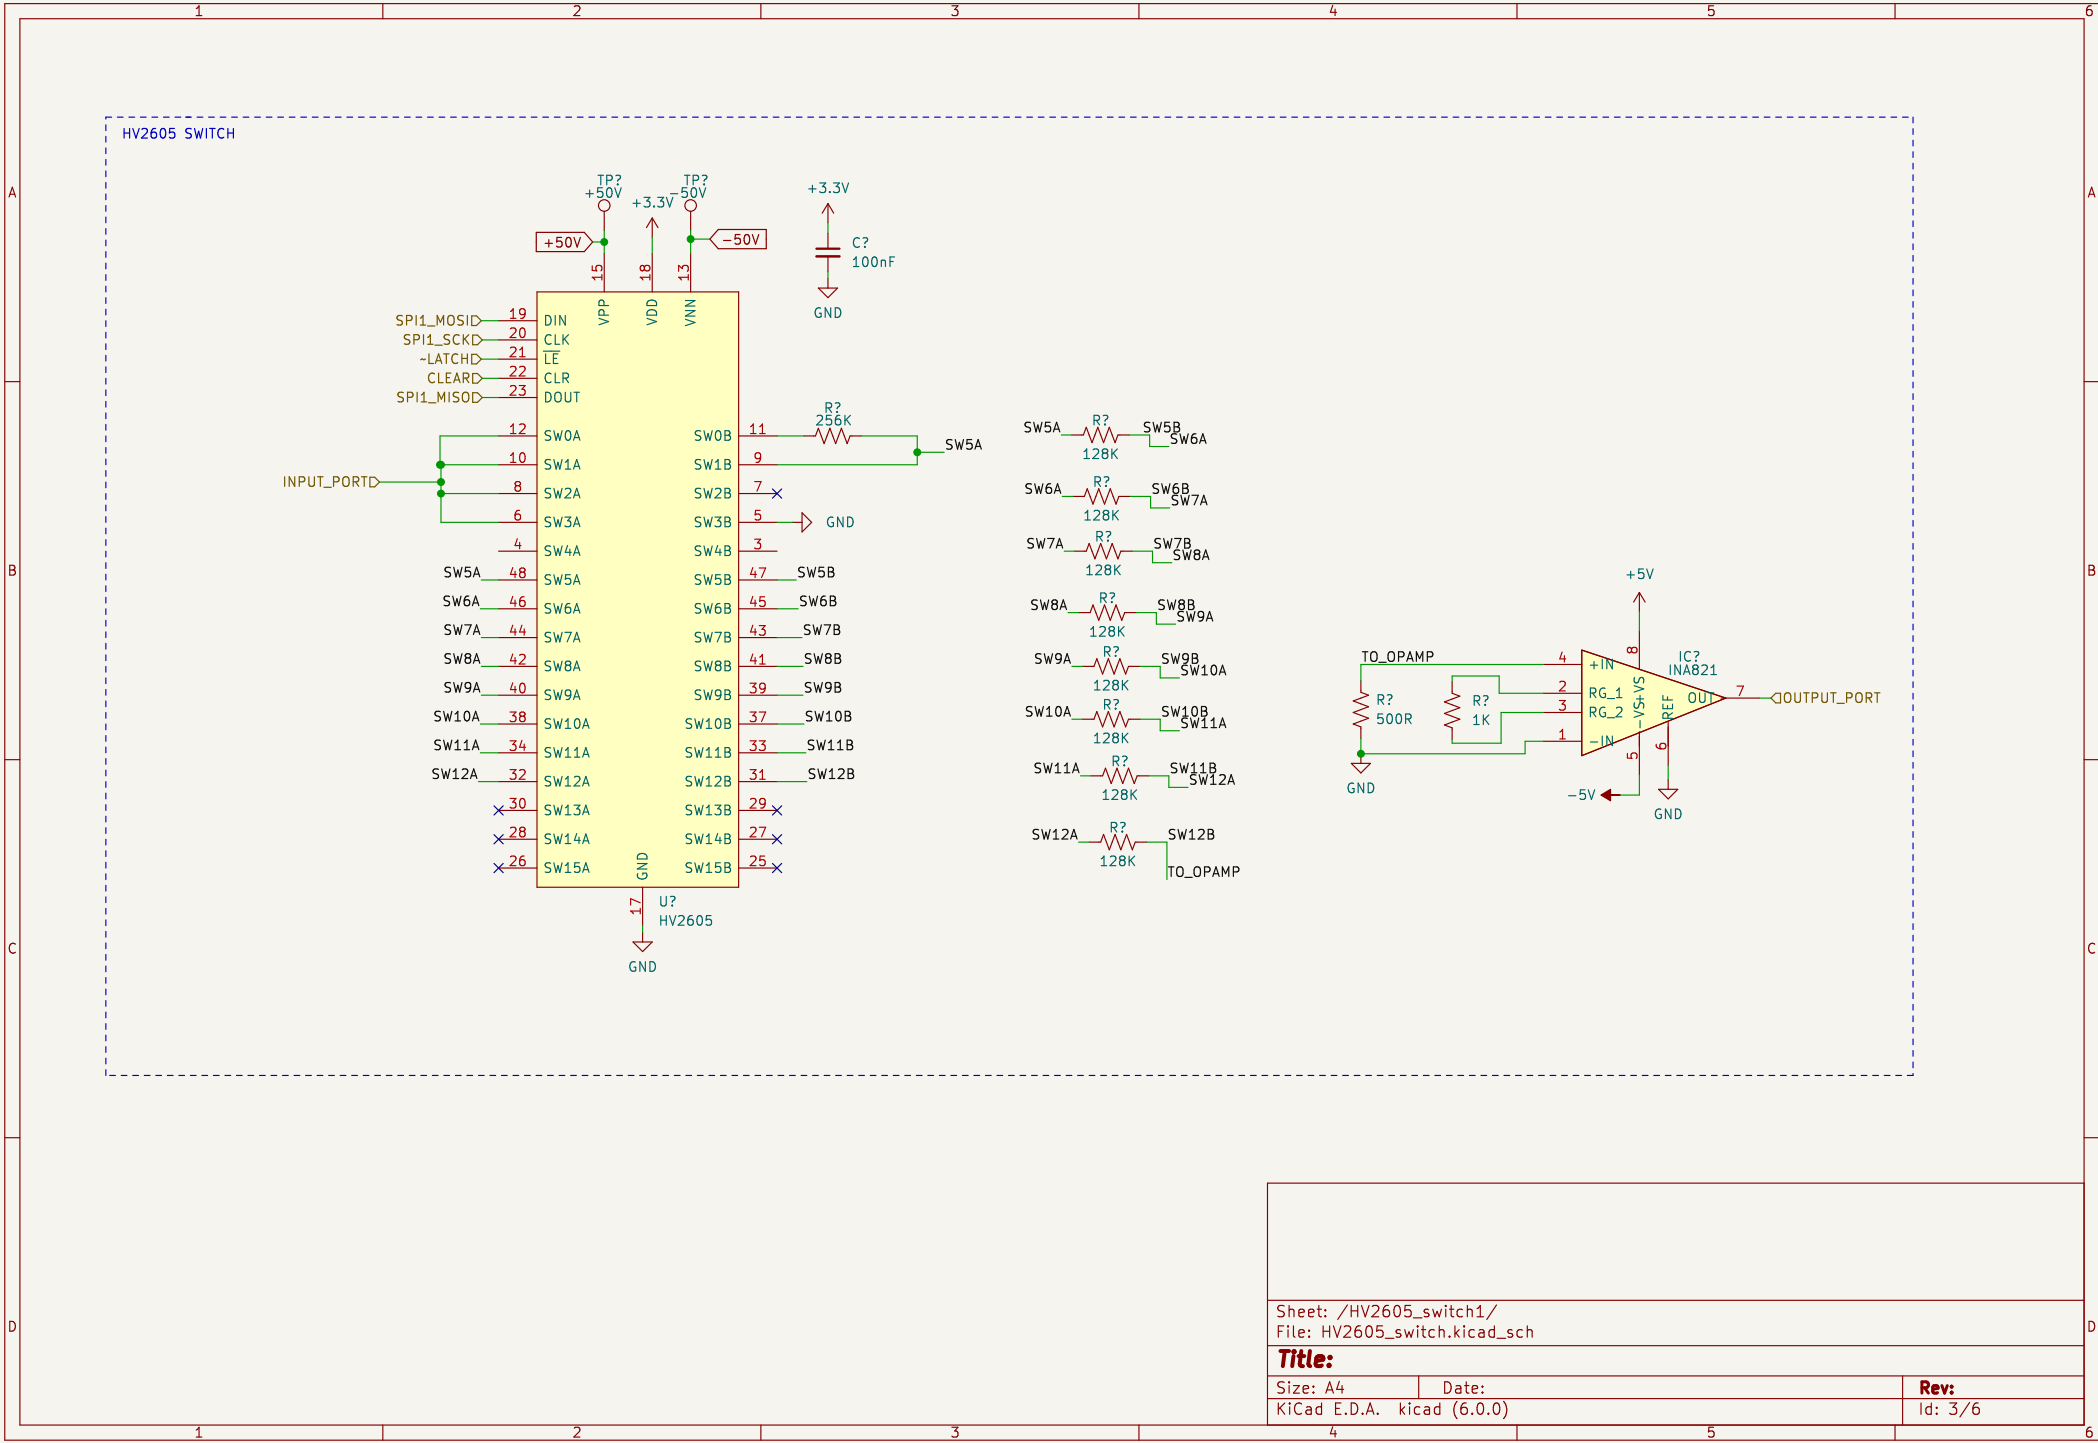 1 2 3 4 5 6
A A
B B
C C
D D
HV2605 SWITCH
TP?
+50V
+3.3V
TP?
-50V
+50V
-50V
15
18
13
VPP
VDD
VNN
+3.3V
C?
100nF
GND
SPI1_MOSI 19 DIN
SPI1_SCK 20 CLK
~LATCH 21 LE
CLEAR 22 CLR
SPI1_MISO 23 DOUT
INPUT_PORT
12 SW0A SW0B 11
R?
256K
SW5A
10 SW1A SW1B 9
8 SW2A SW2B 7
6 SW3A SW3B 5 GND
4 SW4A SW4B 3
SW5A 48 SW5A SW5B 47 SW5B
SW6A 46 SW6A SW6B 45 SW6B
SW7A 44 SW7A SW7B 43 SW7B
SW8A 42 SW8A SW8B 41 SW8B
SW9A 40 SW9A SW9B 39 SW9B
SW10A 38 SW10A SW10B 37 SW10B
SW11A 34 SW11A SW11B 33 SW11B
SW12A 32 SW12A SW12B 31 SW12B
30 SW13A SW13B 29
28 SW14A SW14B 27
26 SW15A SW15B 25
GND
17
U?
HV2605
GND
SW5A R? SW5B
SW6A
128K
SW6A R? SW6B
SW7A
128K
SW7A R? SW7B
SW8A
128K
SW8A R? SW8B
SW9A
128K
SW9A R? SW9B
SW10A
128K
SW10A R? SW10B
SW11A
128K
SW11A R? SW11B
SW12A
128K
SW12A R? SW12B
128K
TO_OPAMP
TO_OPAMP
R?
500R
GND
R?
1K
+5V
8
IC?
INA821
4 +IN
2 RG_1
3 RG_2
1 -IN
+VS
-VS
REF
OUT 7 OUTPUT_PORT
5
6
-5V
GND
Sheet: /HV2605_switch1/
File: HV2605_switch.kicad_sch
Title:
Size: A4 Date: Rev:
KiCad E.D.A. kicad (6.0.0) Id: 3/6
1 2 3 4 5 6